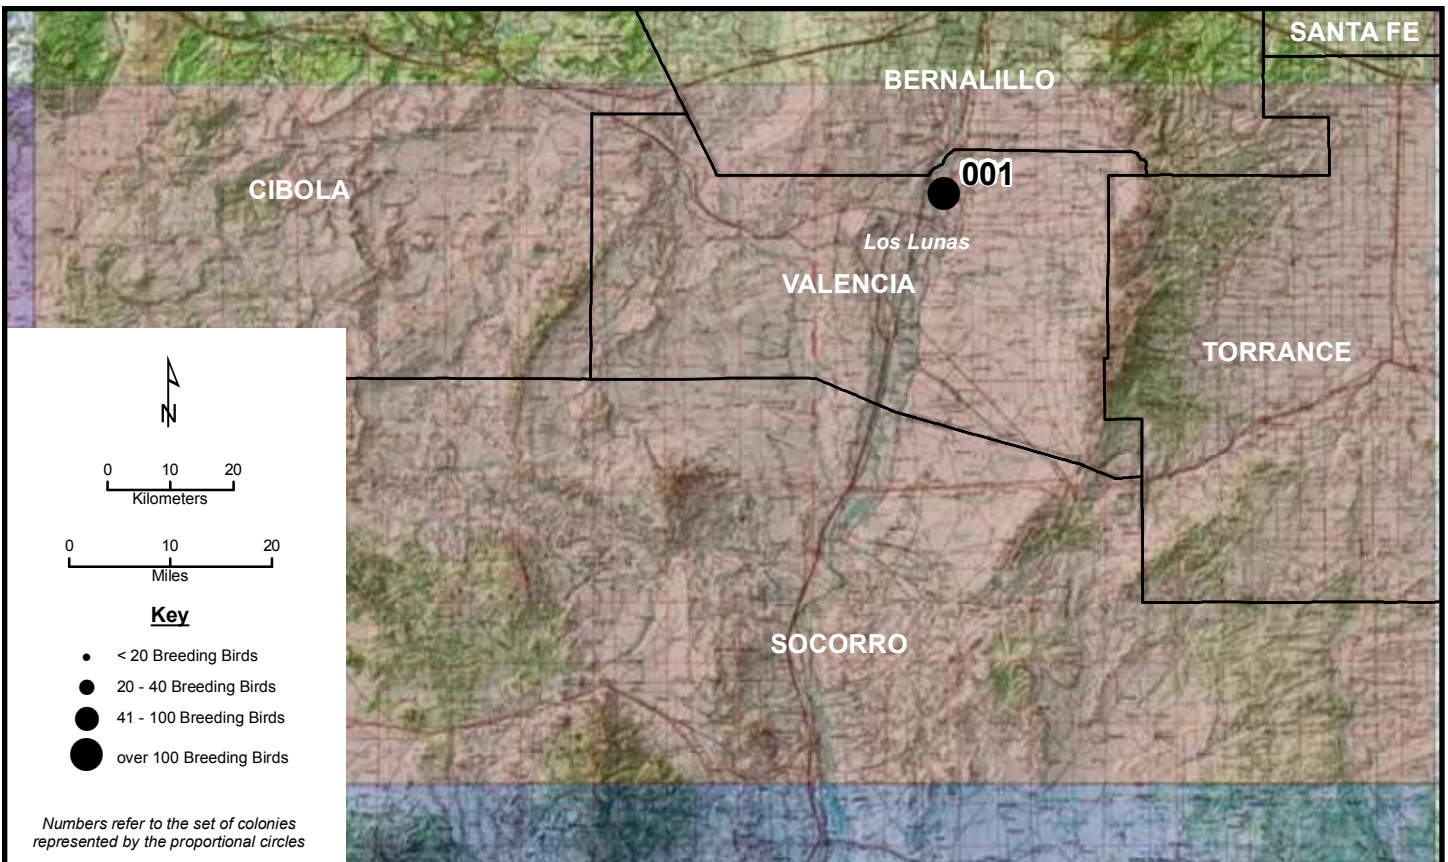 SANTA FE
BERNALILLO
001
CIBOLA
Los Lunas
VALENCIA
TORRANCE
SOCORRO
N
0 10 20
Kilometers
0 10 20
Miles
Key
< 20 Breeding Birds
20 - 40 Breeding Birds
41 - 100 Breeding Birds
over 100 Breeding Birds
Numbers refer to the set of colonies
represented by the proportional circles